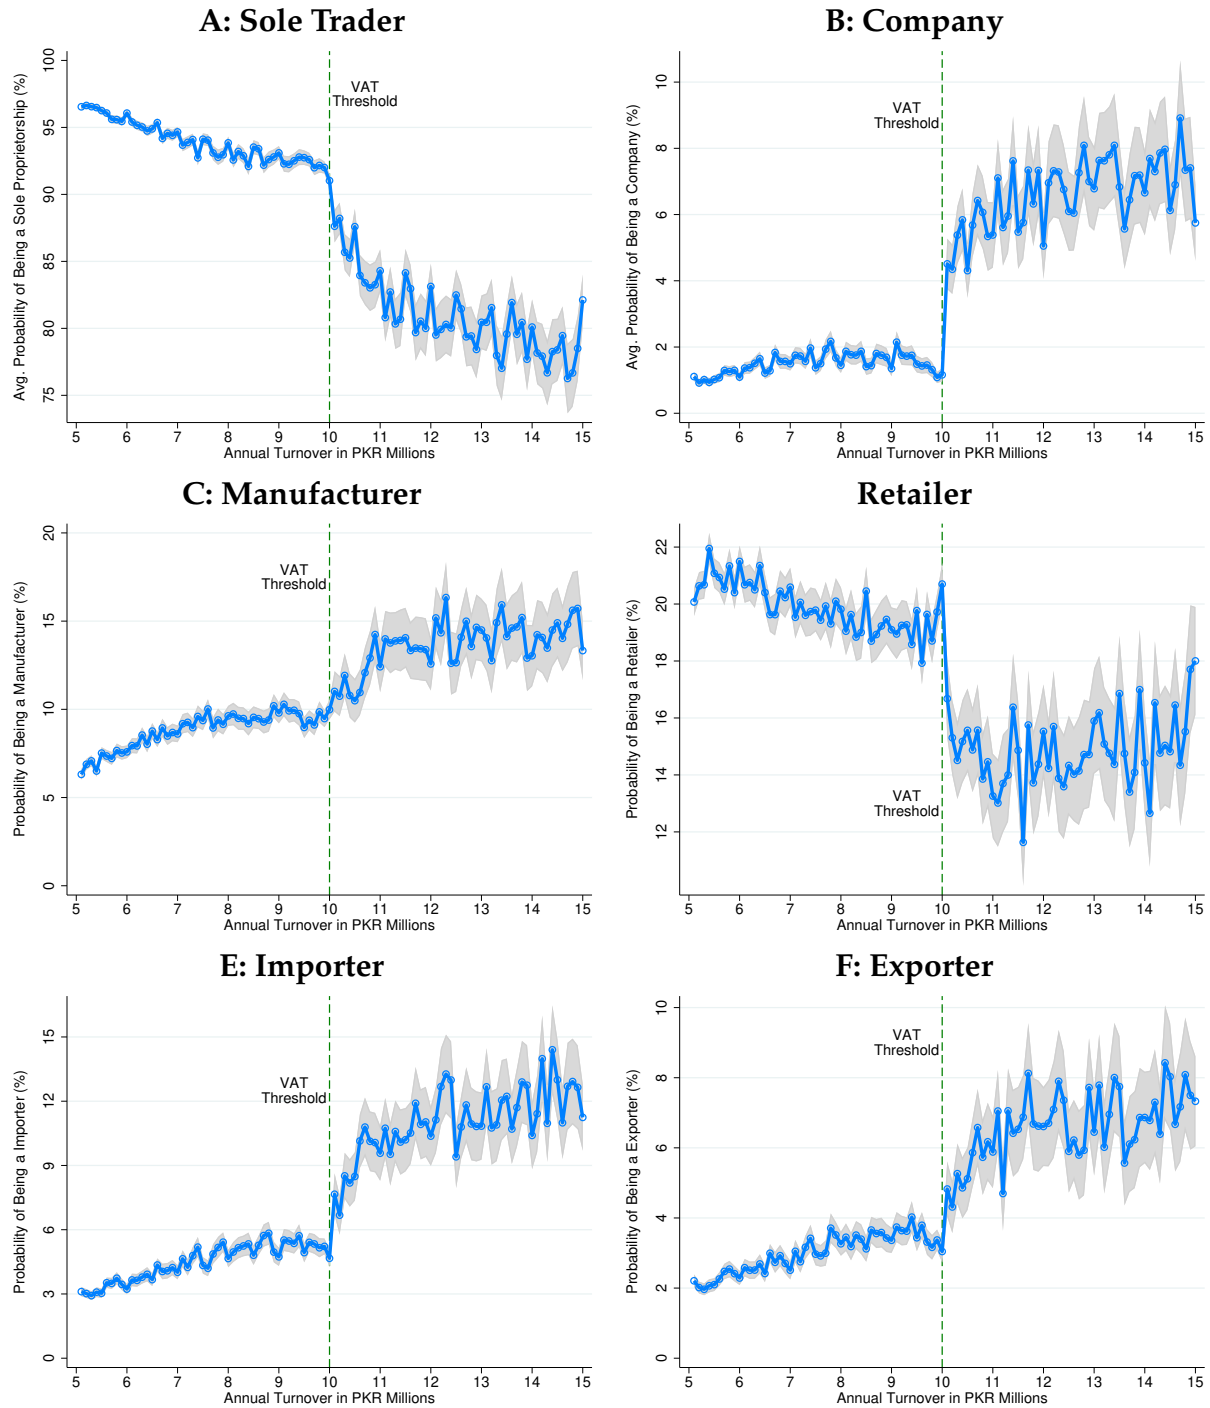 A: Sole Trader
Avg. Probability of Being a Sole Proprietorship (%)
100
95
90
85
80
75
VAT
Threshold
5 6 7 8 9 10 11 12 13 14 15
Annual Turnover in PKR Millions
B: Company
Avg. Probability of Being a Company (%)
10
8
6
4
2
0
VAT
Threshold
5 6 7 8 9 10 11 12 13 14 15
Annual Turnover in PKR Millions
C: Manufacturer
Probability of Being a Manufacturer (%)
20
15
10
5
0
VAT
Threshold
5 6 7 8 9 10 11 12 13 14 15
Annual Turnover in PKR Millions
Retailer
Probability of Being a Retailer (%)
22
20
18
16
14
12
VAT
Threshold
5 6 7 8 9 10 11 12 13 14 15
Annual Turnover in PKR Millions
E: Importer
Probability of Being a Importer (%)
15
12
9
6
3
0
VAT
Threshold
5 6 7 8 9 10 11 12 13 14 15
Annual Turnover in PKR Millions
F: Exporter
Probability of Being a Exporter (%)
10
8
6
4
2
0
VAT
Threshold
5 6 7 8 9 10 11 12 13 14 15
Annual Turnover in PKR Millions